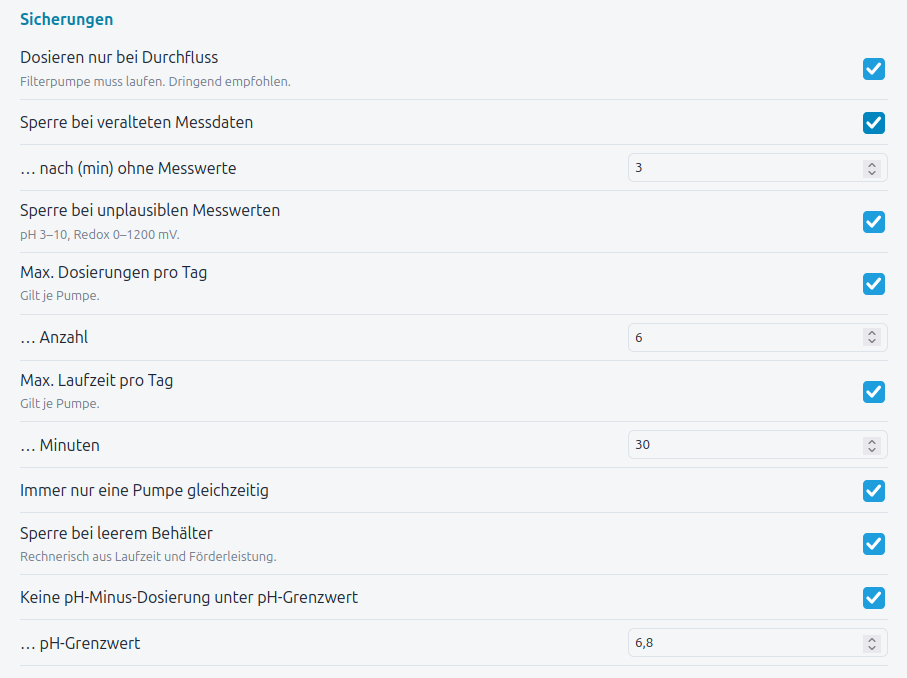 Sicherungen
Dosieren nur bei Durchfluss
Filterpumpe muss laufen. Dringend empfohlen.
Sperre bei veralteten Messdaten
… nach (min) ohne Messwerte
3
Sperre bei unplausiblen Messwerten
pH 3–10, Redox 0–1200 mV.
Max. Dosierungen pro Tag
Gilt je Pumpe.
… Anzahl
6
Max. Laufzeit pro Tag
Gilt je Pumpe.
… Minuten
30
Immer nur eine Pumpe gleichzeitig
Sperre bei leerem Behälter
Rechnerisch aus Laufzeit und Förderleistung.
Keine pH-Minus-Dosierung unter pH-Grenzwert
… pH-Grenzwert
6,8